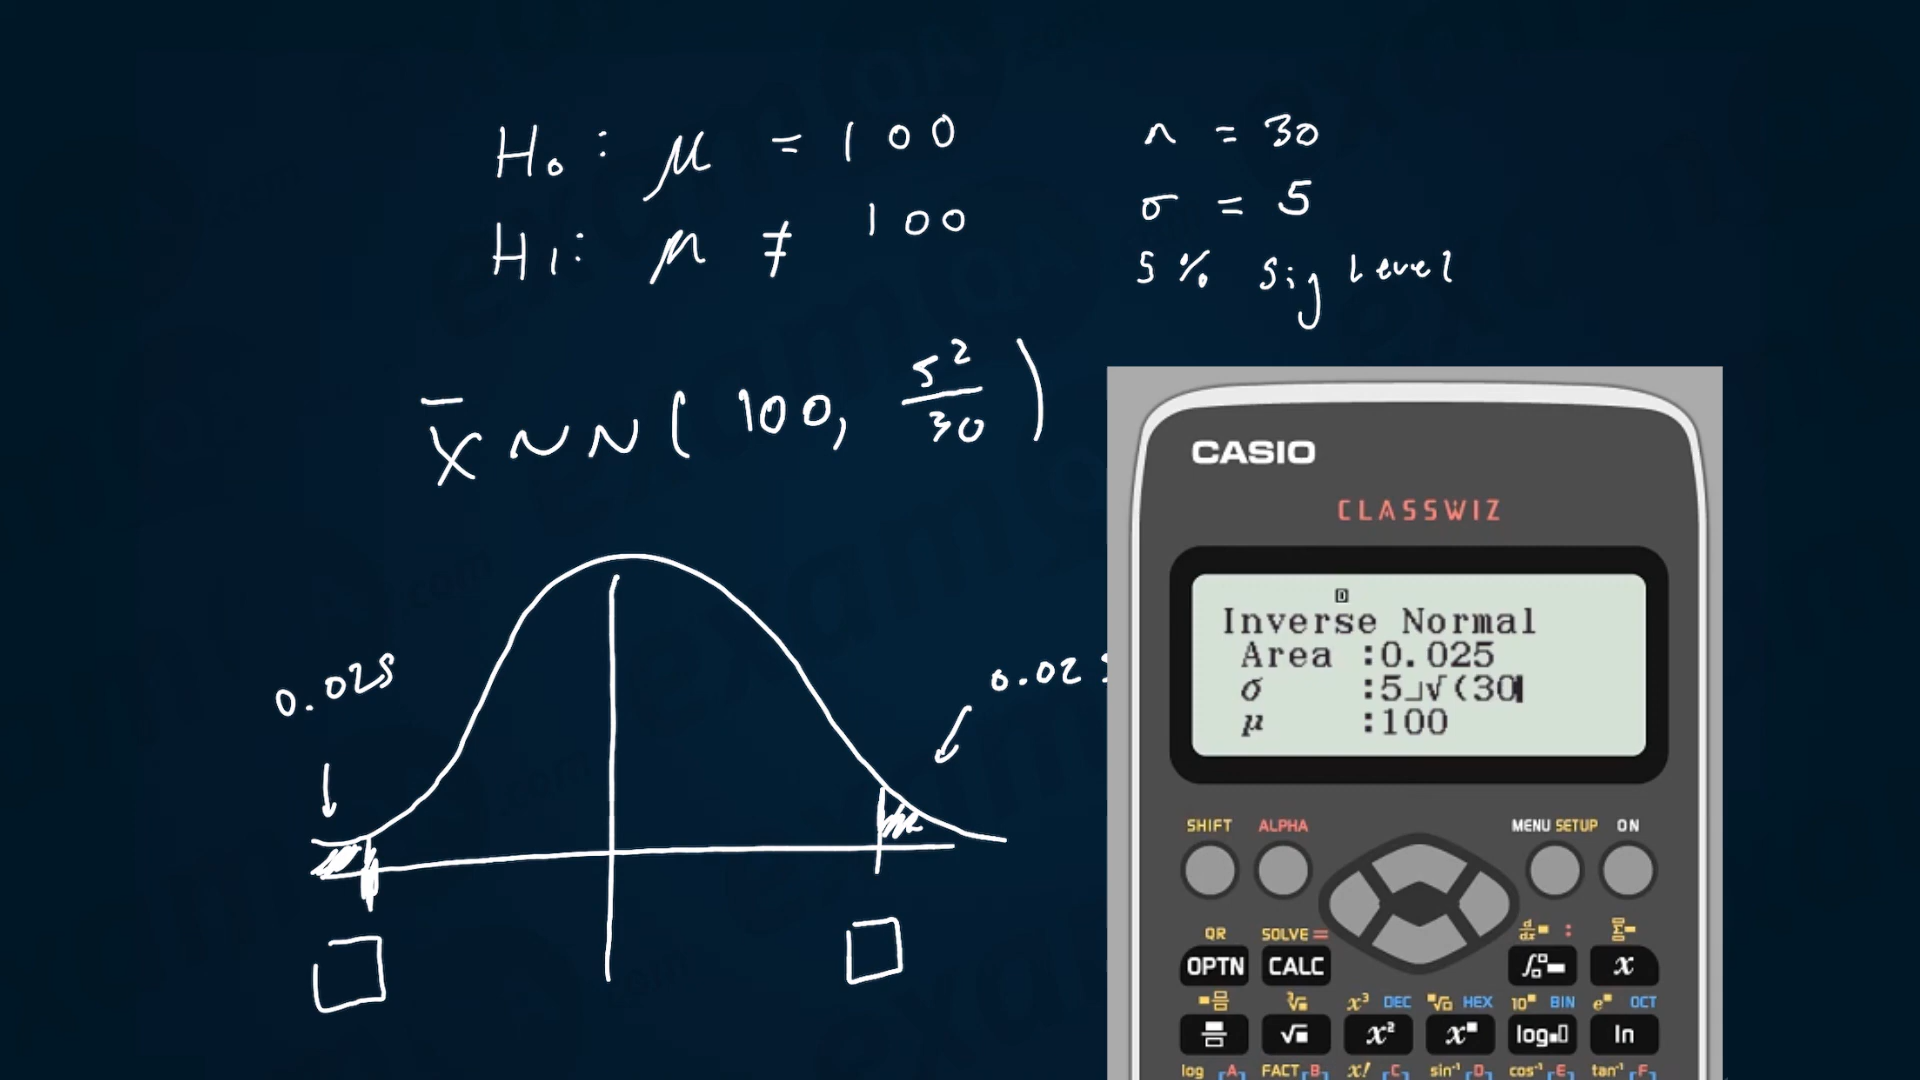 H₀: μ = 100
H₁: μ ≠ 100
n = 30
σ = 5
5% Sig Level
X̄ ~ N(100, 5²/30)
0.025
0.02
CASIO
CLASSWIZ
D
Inverse Normal
Area :0.025
σ :5⌟√(30
μ :100
SHIFT ALPHA MENU SETUP ON
QR SOLVE = d/dx■ : Σ
OPTN CALC ∫ x
■ ∛■ x³ DEC ■√□ HEX 10■ BIN e■ OCT
√■ x² x■ log■□ ln
log A FACT B x! C sin⁻¹ D cos⁻¹ E tan⁻¹ F